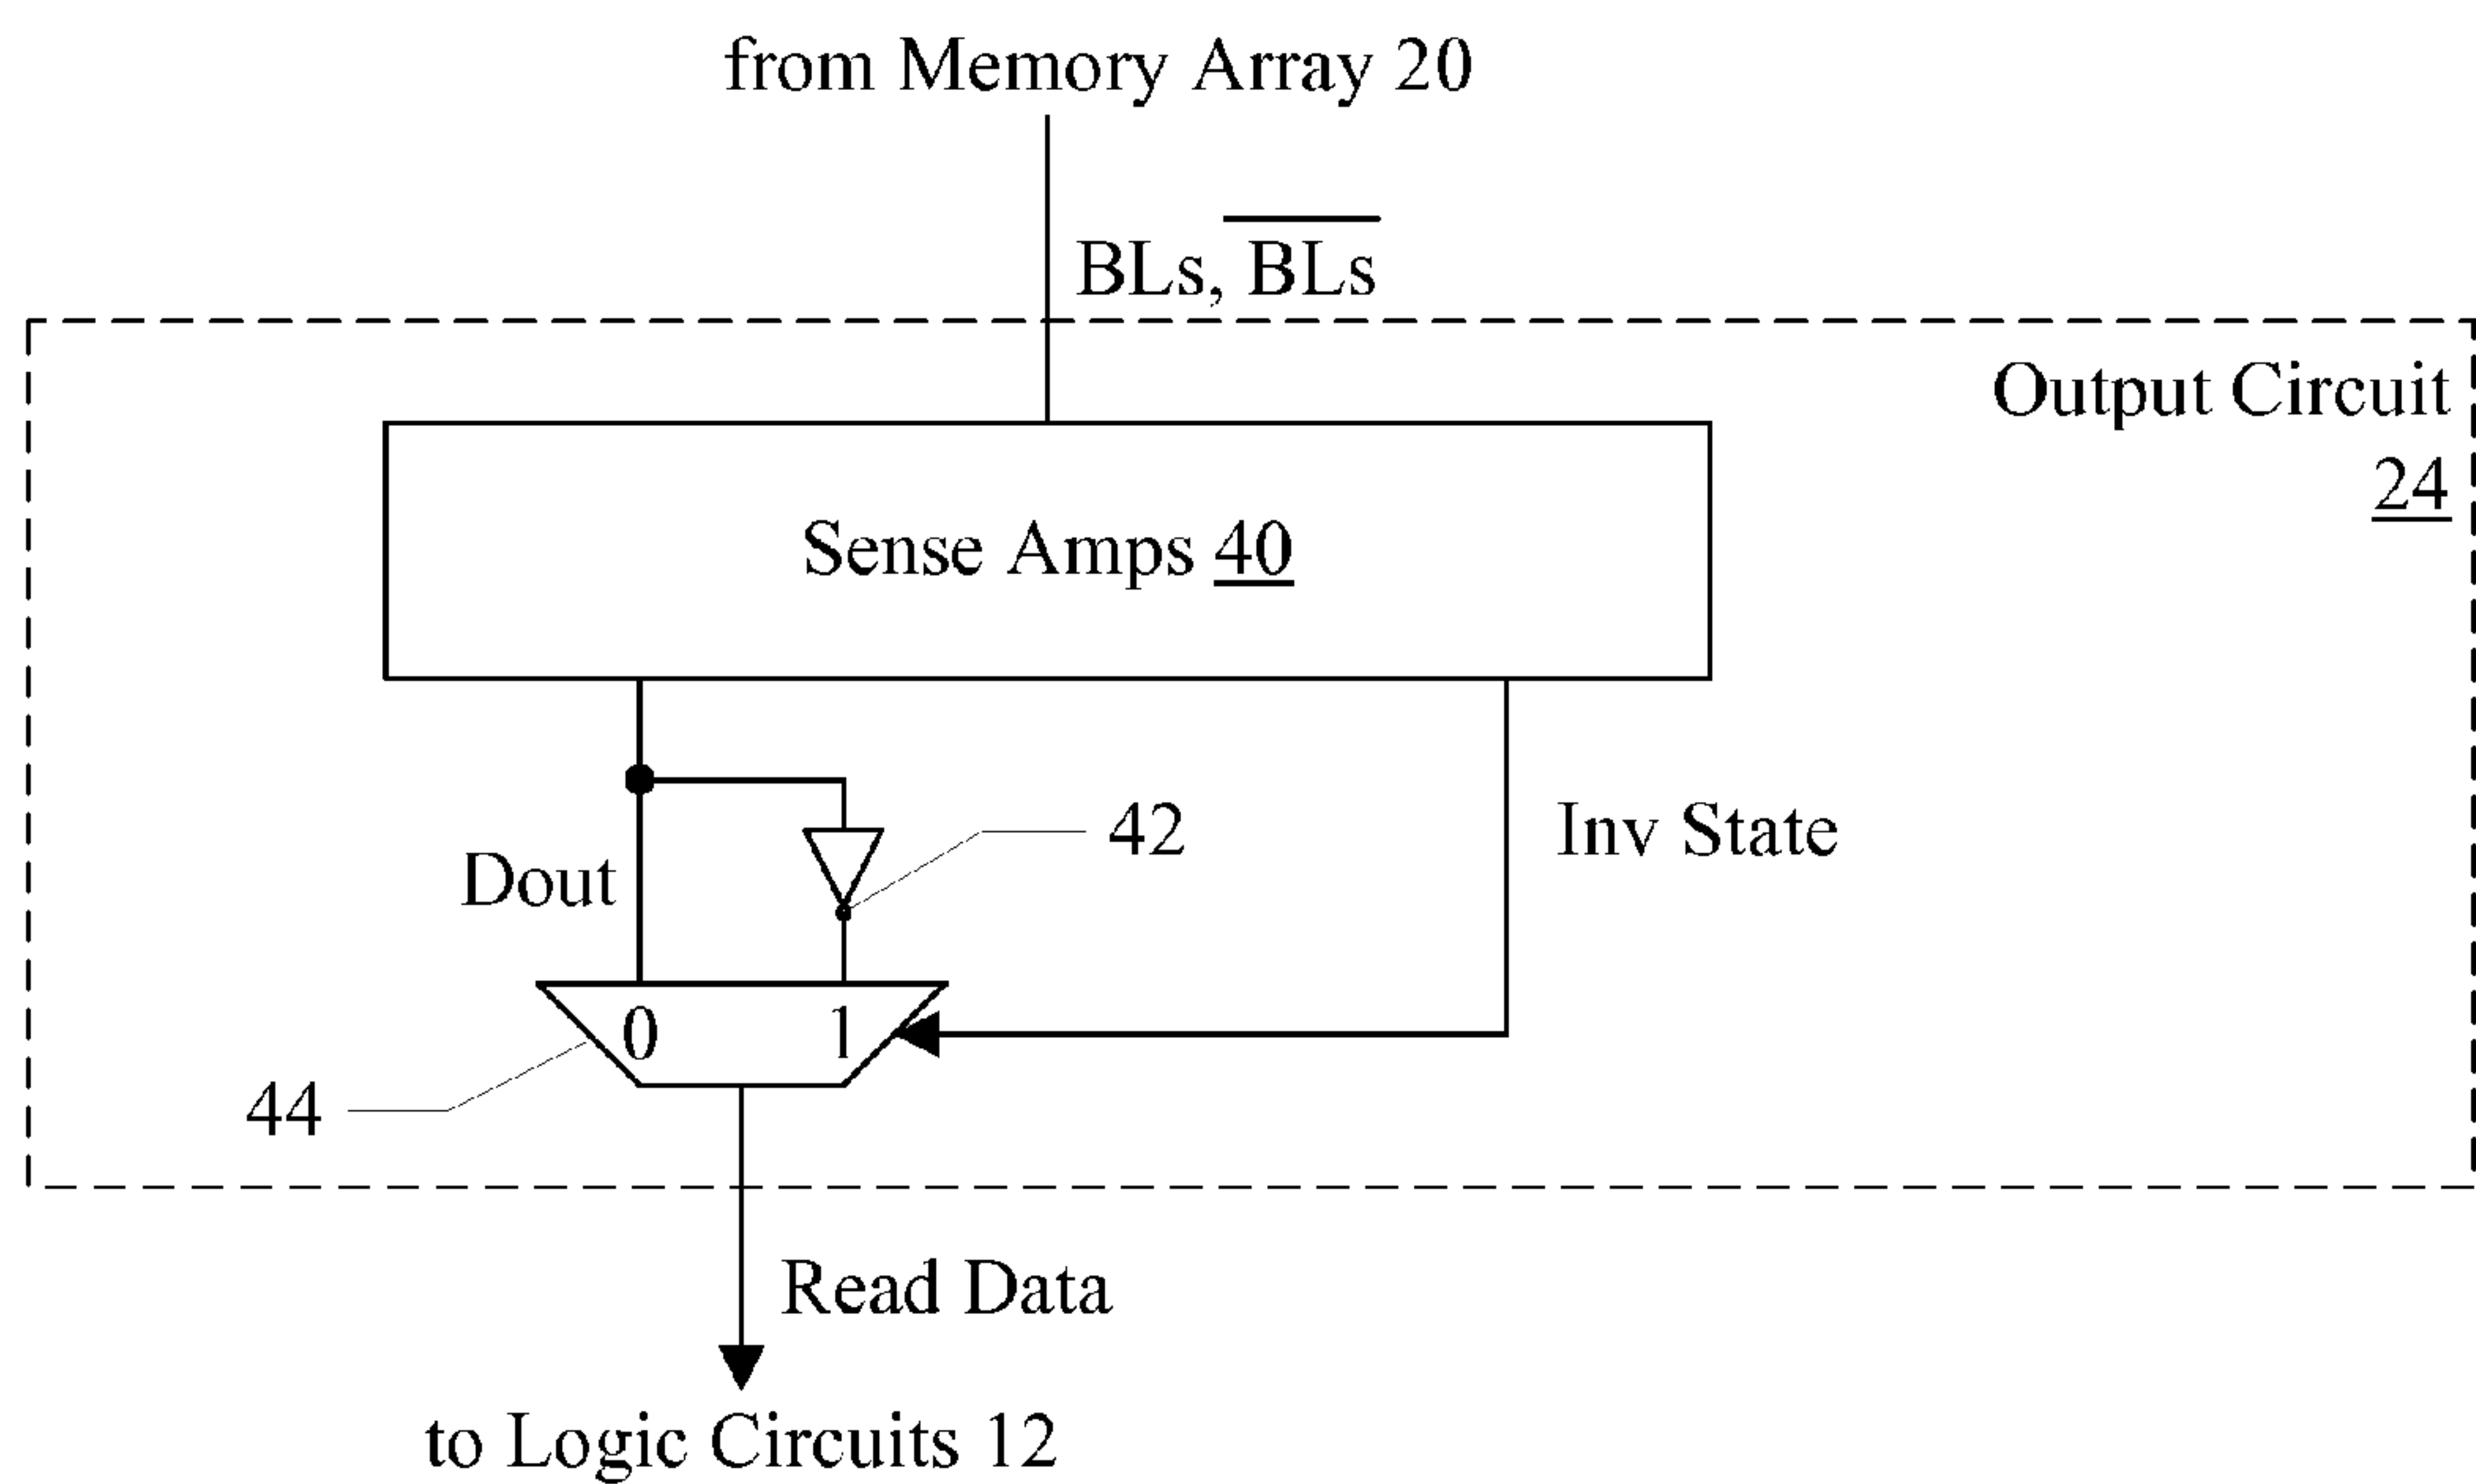 from Memory Array 20
BLs, B̅L̅s̅
Output Circuit
24
Sense Amps 40
Dout
42
Inv State
0 1
44
Read Data
to Logic Circuits 12